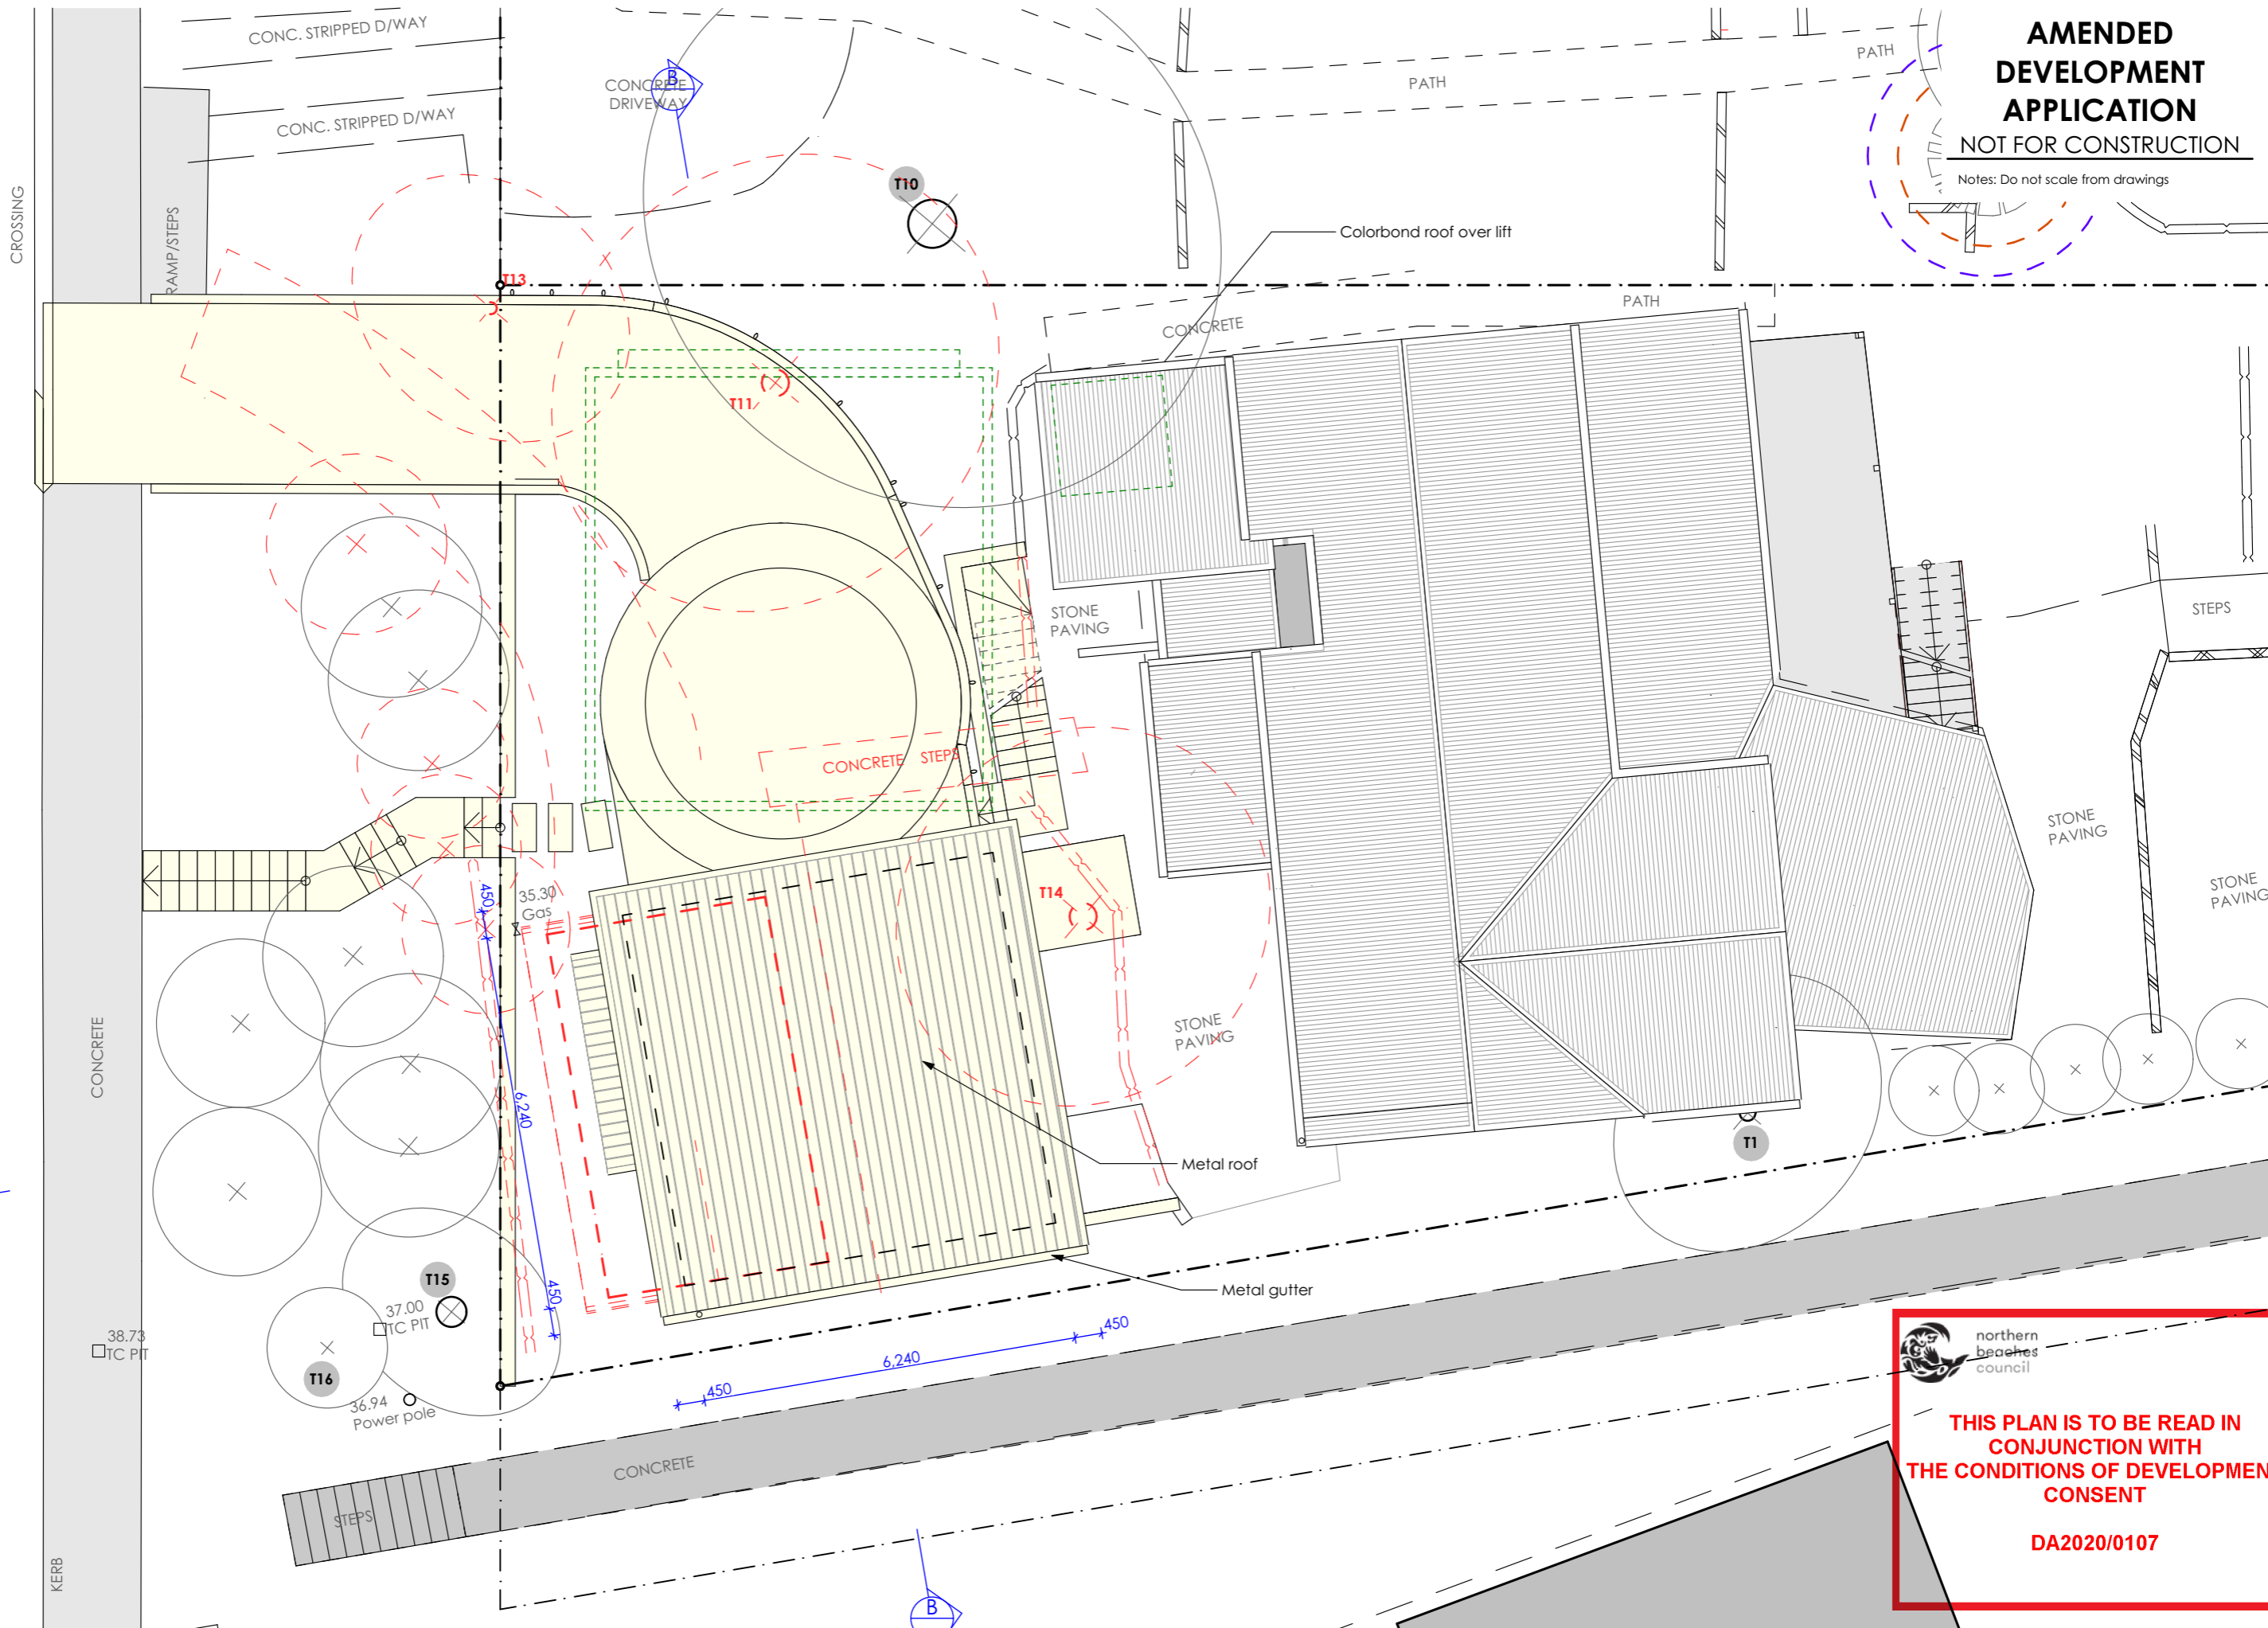 CONC. STRIPPED D/WAY
CONC. STRIPPED D/WAY
CROSSING
RAMP/STEPS
CONCRETE
DRIVEWAY
B
T10
PATH
PATH
AMENDED
DEVELOPMENT
APPLICATION
NOT FOR CONSTRUCTION
Notes: Do not scale from drawings
Colorbond roof over lift
T13
PATH
CONCRETE
T11
STONE
PAVING
STEPS
CONCRETE STEPS
STONE
PAVING
STONE
PAVING
T14
450
35.30
Gas
STONE
PAVING
CONCRETE
6,240
T1
Metal roof
T15
37.00
TC PIT
450
Metal gutter
38.73
TC PIT
T16
36.94
Power pole
450
6,240
450
CONCRETE
STEPS
KERB
B
northern
beaches
council
THIS PLAN IS TO BE READ IN
CONJUNCTION WITH
THE CONDITIONS OF DEVELOPMEN
CONSENT
DA2020/0107